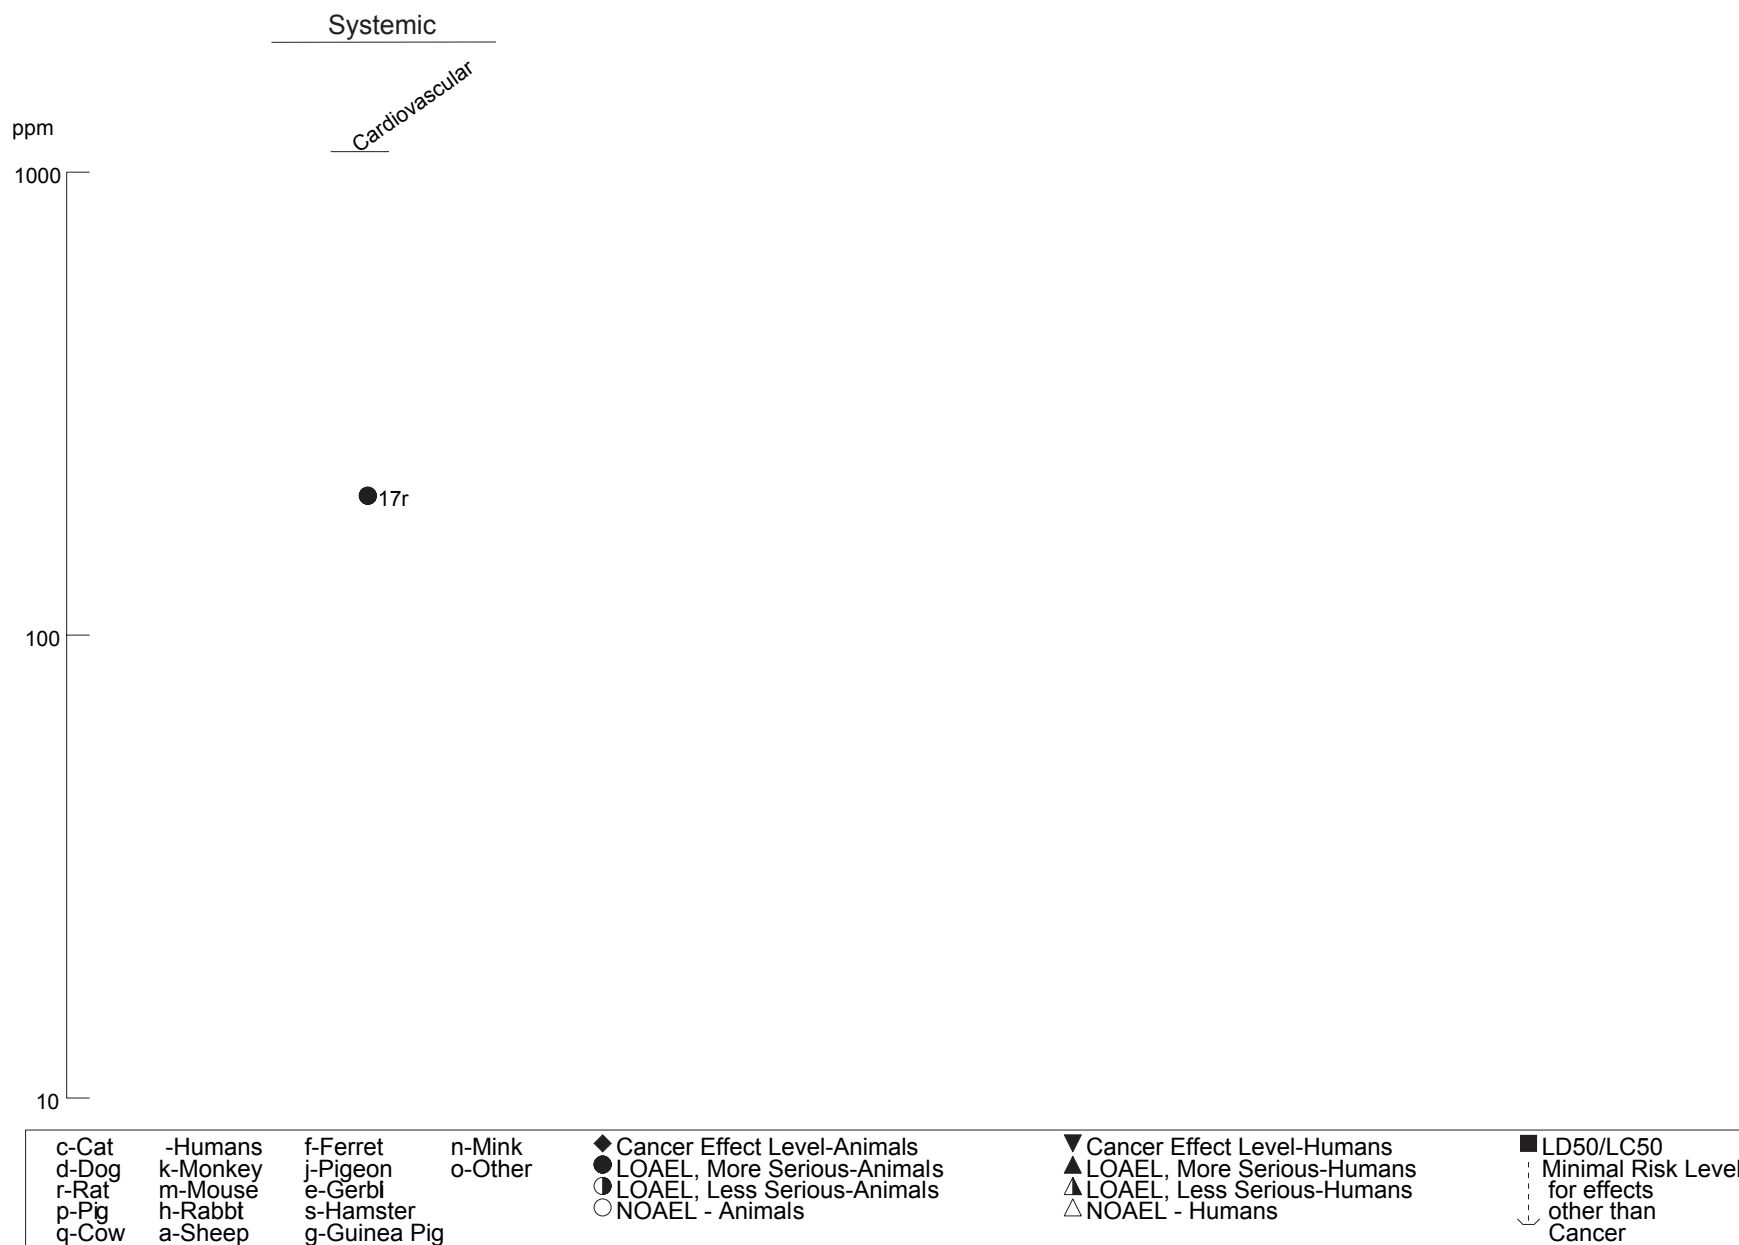 Systemic
Cardiovascular
ppm
1000
17r
100
10
c-Cat -Humans f-Ferret n-Mink
d-Dog k-Monkey j-Pigeon o-Other
r-Rat m-Mouse e-Gerbl
p-Pig h-Rabbt s-Hamster
q-Cow a-Sheep g-Guinea Pig
Cancer Effect Level-Animals
LOAEL, More Serious-Animals
LOAEL, Less Serious-Animals
NOAEL - Animals
Cancer Effect Level-Humans
LOAEL, More Serious-Humans
LOAEL, Less Serious-Humans
NOAEL - Humans
LD50/LC50
Minimal Risk Level
for effects
other than
Cancer